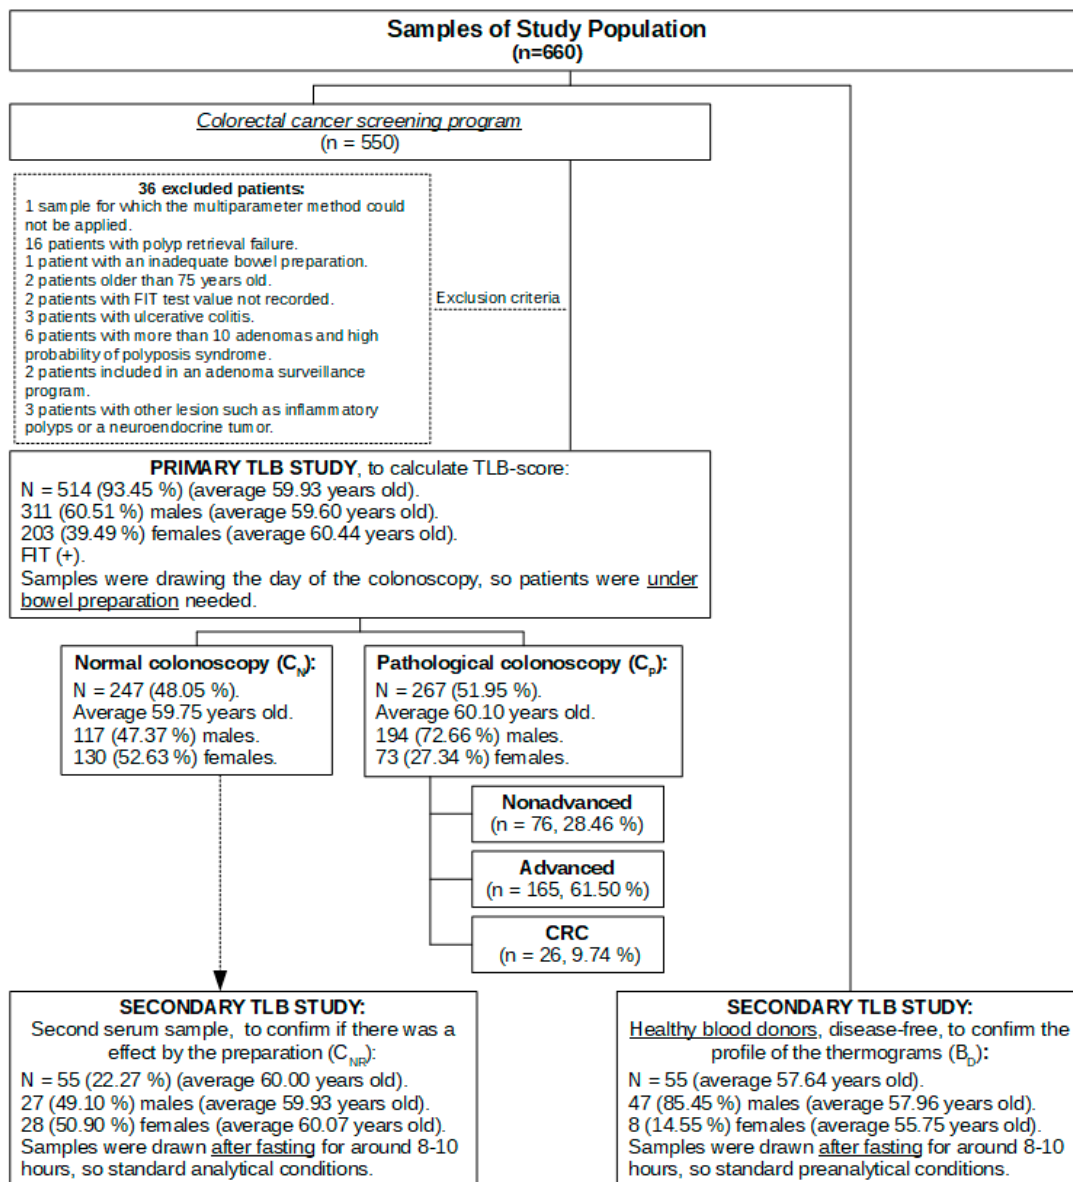 Samples of Study Population
(n=660)
Colorectal cancer screening program
(n = 550)
36 excluded patients:
1 sample for which the multiparameter method could
not be applied.
16 patients with polyp retrieval failure.
1 patient with an inadequate bowel preparation.
2 patients older than 75 years old.
2 patients with FIT test value not recorded.
3 patients with ulcerative colitis.
6 patients with more than 10 adenomas and high
probability of polyposis syndrome.
2 patients included in an adenoma surveillance
program.
3 patients with other lesion such as inflammatory
polyps or a neuroendocrine tumor.
Exclusion criteria
PRIMARY TLB STUDY, to calculate TLB-score:
N = 514 (93.45 %) (average 59.93 years old).
311 (60.51 %) males (average 59.60 years old).
203 (39.49 %) females (average 60.44 years old).
FIT (+).
Samples were drawing the day of the colonoscopy, so patients were under
bowel preparation needed.
Normal colonoscopy (C_N):
N = 247 (48.05 %).
Average 59.75 years old.
117 (47.37 %) males.
130 (52.63 %) females.
Pathological colonoscopy (C_P):
N = 267 (51.95 %).
Average 60.10 years old.
194 (72.66 %) males.
73 (27.34 %) females.
Nonadvanced
(n = 76, 28.46 %)
Advanced
(n = 165, 61.50 %)
CRC
(n = 26, 9.74 %)
SECONDARY TLB STUDY:
Second serum sample, to confirm if there was a
effect by the preparation (C_NR):
N = 55 (22.27 %) (average 60.00 years old).
27 (49.10 %) males (average 59.93 years old).
28 (50.90 %) females (average 60.07 years old).
Samples were drawn after fasting for around 8-10
hours, so standard analytical conditions.
SECONDARY TLB STUDY:
Healthy blood donors, disease-free, to confirm the
profile of the thermograms (B_D):
N = 55 (average 57.64 years old).
47 (85.45 %) males (average 57.96 years old).
8 (14.55 %) females (average 55.75 years old).
Samples were drawn after fasting for around 8-10
hours, so standard preanalytical conditions.